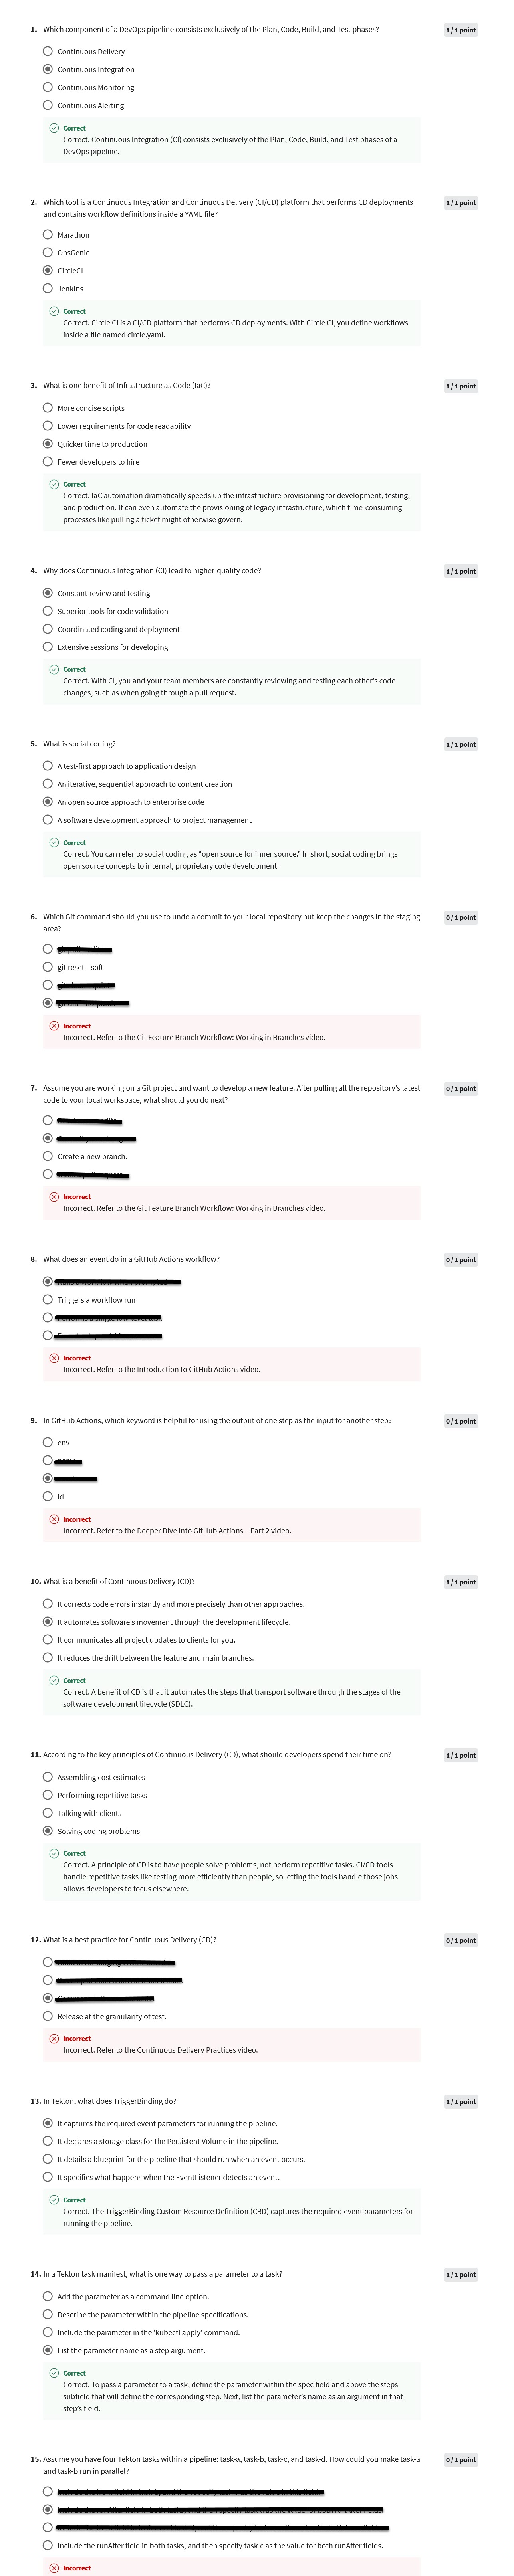 1. Which component of a DevOps pipeline consists exclusively of the Plan, Code, Build, and Test phases?
1 / 1 point
Continuous Delivery
Continuous Integration
Continuous Monitoring
Continuous Alerting
Correct
Correct. Continuous Integration (CI) consists exclusively of the Plan, Code, Build, and Test phases of a
DevOps pipeline.
2. Which tool is a Continuous Integration and Continuous Delivery (CI/CD) platform that performs CD deployments
and contains workflow definitions inside a YAML file?
1 / 1 point
Marathon
OpsGenie
CircleCI
Jenkins
Correct
Correct. Circle CI is a CI/CD platform that performs CD deployments. With Circle CI, you define workflows
inside a file named circle.yaml.
3. What is one benefit of Infrastructure as Code (IaC)?
1 / 1 point
More concise scripts
Lower requirements for code readability
Quicker time to production
Fewer developers to hire
Correct
Correct. IaC automation dramatically speeds up the infrastructure provisioning for development, testing,
and production. It can even automate the provisioning of legacy infrastructure, which time-consuming
processes like pulling a ticket might otherwise govern.
4. Why does Continuous Integration (CI) lead to higher-quality code?
1 / 1 point
Constant review and testing
Superior tools for code validation
Coordinated coding and deployment
Extensive sessions for developing
Correct
Correct. With CI, you and your team members are constantly reviewing and testing each other's code
changes, such as when going through a pull request.
5. What is social coding?
1 / 1 point
A test-first approach to application design
An iterative, sequential approach to content creation
An open source approach to enterprise code
A software development approach to project management
Correct
Correct. You can refer to social coding as "open source for inner source." In short, social coding brings
open source concepts to internal, proprietary code development.
6. Which Git command should you use to undo a commit to your local repository but keep the changes in the staging
area?
0 / 1 point
git reset --soft
Incorrect
Incorrect. Refer to the Git Feature Branch Workflow: Working in Branches video.
7. Assume you are working on a Git project and want to develop a new feature. After pulling all the repository's latest
code to your local workspace, what should you do next?
0 / 1 point
Create a new branch.
Incorrect
Incorrect. Refer to the Git Feature Branch Workflow: Working in Branches video.
8. What does an event do in a GitHub Actions workflow?
0 / 1 point
Triggers a workflow run
Incorrect
Incorrect. Refer to the Introduction to GitHub Actions video.
9. In GitHub Actions, which keyword is helpful for using the output of one step as the input for another step?
0 / 1 point
env
id
Incorrect
Incorrect. Refer to the Deeper Dive into GitHub Actions – Part 2 video.
10. What is a benefit of Continuous Delivery (CD)?
1 / 1 point
It corrects code errors instantly and more precisely than other approaches.
It automates software's movement through the development lifecycle.
It communicates all project updates to clients for you.
It reduces the drift between the feature and main branches.
Correct
Correct. A benefit of CD is that it automates the steps that transport software through the stages of the
software development lifecycle (SDLC).
11. According to the key principles of Continuous Delivery (CD), what should developers spend their time on?
1 / 1 point
Assembling cost estimates
Performing repetitive tasks
Talking with clients
Solving coding problems
Correct
Correct. A principle of CD is to have people solve problems, not perform repetitive tasks. CI/CD tools
handle repetitive tasks like testing more efficiently than people, so letting the tools handle those jobs
allows developers to focus elsewhere.
12. What is a best practice for Continuous Delivery (CD)?
0 / 1 point
Release at the granularity of test.
Incorrect
Incorrect. Refer to the Continuous Delivery Practices video.
13. In Tekton, what does TriggerBinding do?
1 / 1 point
It captures the required event parameters for running the pipeline.
It declares a storage class for the Persistent Volume in the pipeline.
It details a blueprint for the pipeline that should run when an event occurs.
It specifies what happens when the EventListener detects an event.
Correct
Correct. The TriggerBinding Custom Resource Definition (CRD) captures the required event parameters for
running the pipeline.
14. In a Tekton task manifest, what is one way to pass a parameter to a task?
1 / 1 point
Add the parameter as a command line option.
Describe the parameter within the pipeline specifications.
Include the parameter in the 'kubectl apply' command.
List the parameter name as a step argument.
Correct
Correct. To pass a parameter to a task, define the parameter within the spec field and above the steps
subfield that will define the corresponding step. Next, list the parameter's name as an argument in that
step's field.
15. Assume you have four Tekton tasks within a pipeline: task-a, task-b, task-c, and task-d. How could you make task-a
and task-b run in parallel?
0 / 1 point
Include the runAfter field in both tasks, and then specify task-c as the value for both runAfter fields.
Incorrect